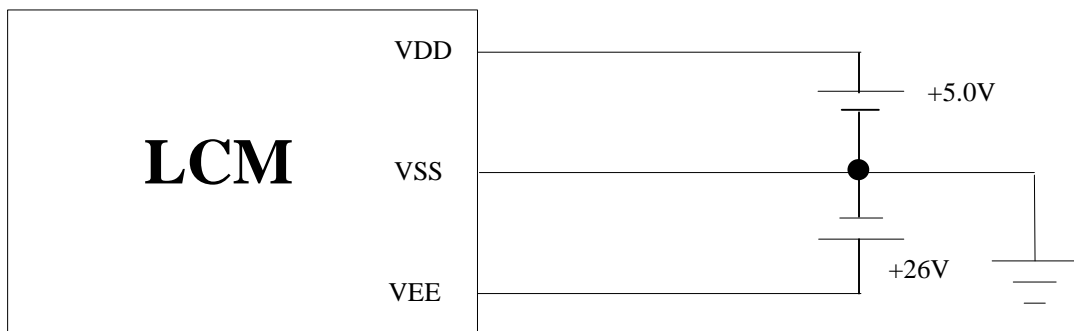 VDD
+5.0V
LCM
VSS
+26V
VEE